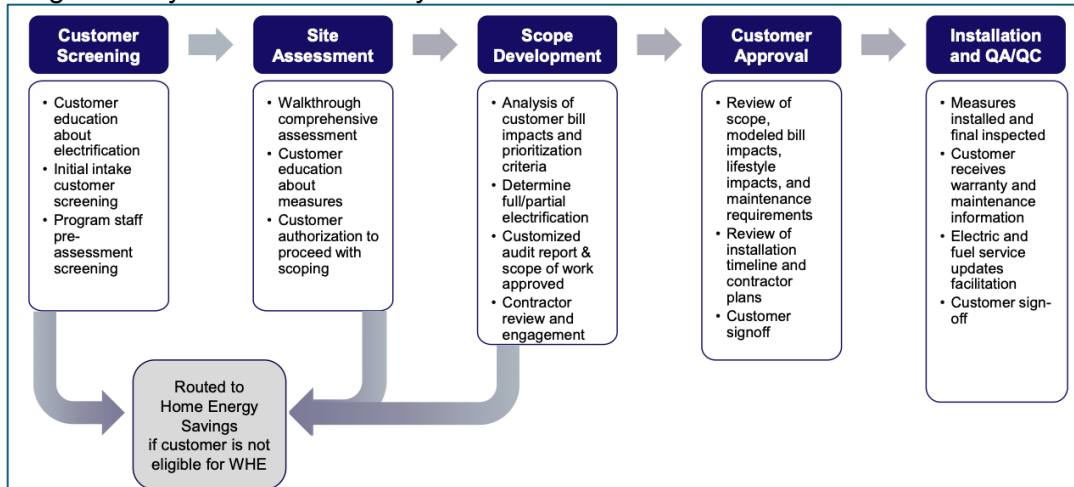 Customer
Screening
• Customer
education
about
electrification
• Initial intake
customer
screening
• Program staff
pre-
assessment
screening
Site
Assessment
• Walkthrough
comprehensive
assessment
• Customer
education
about
measures
• Customer
authorization to
proceed with
scoping
Scope
Development
• Analysis of
customer bill
impacts and
prioritization
criteria
• Determine
full/partial
electrification
• Customized
audit report &
scope of work
approved
• Contractor
review and
engagement
Customer
Approval
• Review of
scope,
modeled bill
impacts,
lifestyle
impacts, and
maintenance
requirements
• Review of
installation
timeline and
contractor
plans
• Customer
signoff
Installation
and QA/QC
• Measures
installed and
final inspected
• Customer
receives
warranty and
maintenance
information
• Electric and
fuel service
updates
facilitation
• Customer sign-
off
Routed to
Home Energy
Savings
if customer is not
eligible for WHE